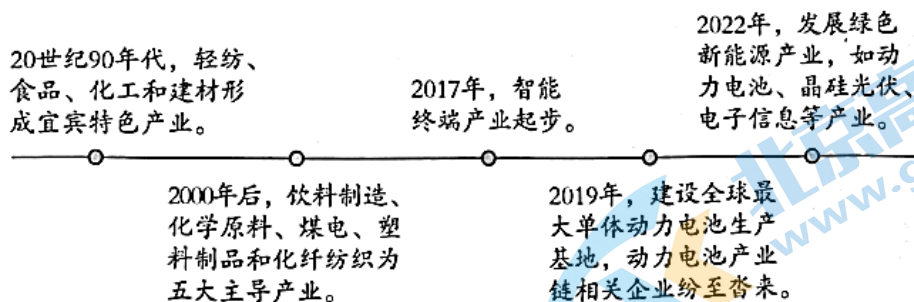 20世纪90年代，轻纺、
食品、化工和建材形
成宜宾特色产业。
2000年后，饮料制造、
化学原料、煤电、塑
料制品和化纤纺织为
五大主导产业。
2017年，智能
终端产业起步。
2019年，建设全球最
大单体动力电池生产
基地，动力电池产业
链相关企业纷至沓来。
2022年，发展绿色
新能源产业，如动
力电池、晶硅光伏、
电子信息等产业。
北京高
www.g